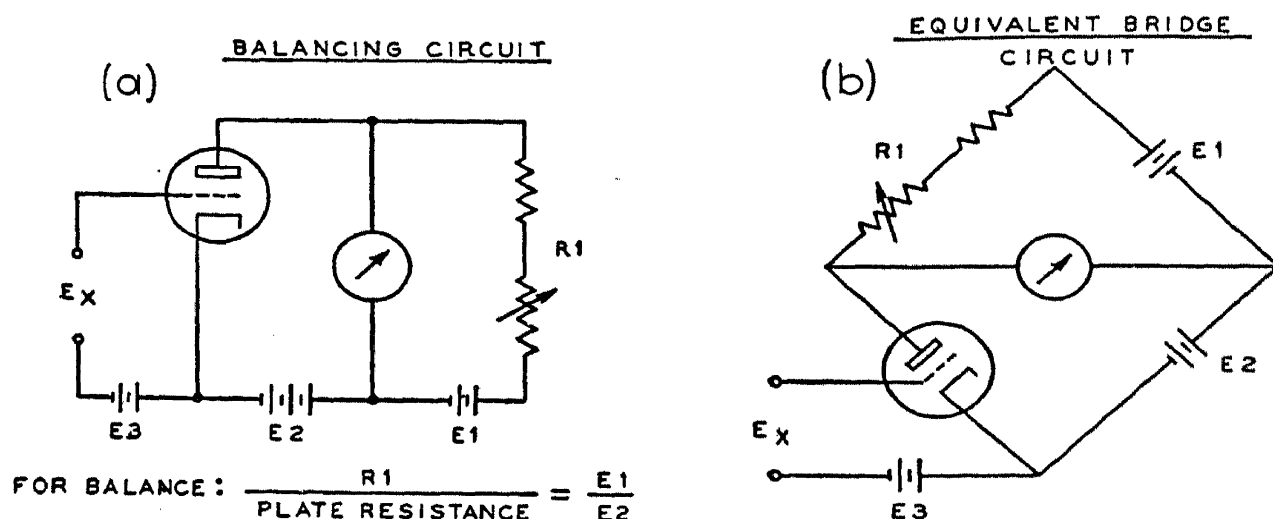 BALANCING CIRCUIT
(a)
R1
Ex
E3
E2
E1
FOR BALANCE: R1 / PLATE RESISTANCE = E1 / E2
EQUIVALENT BRIDGE
CIRCUIT
(b)
R1
E1
E2
Ex
E3